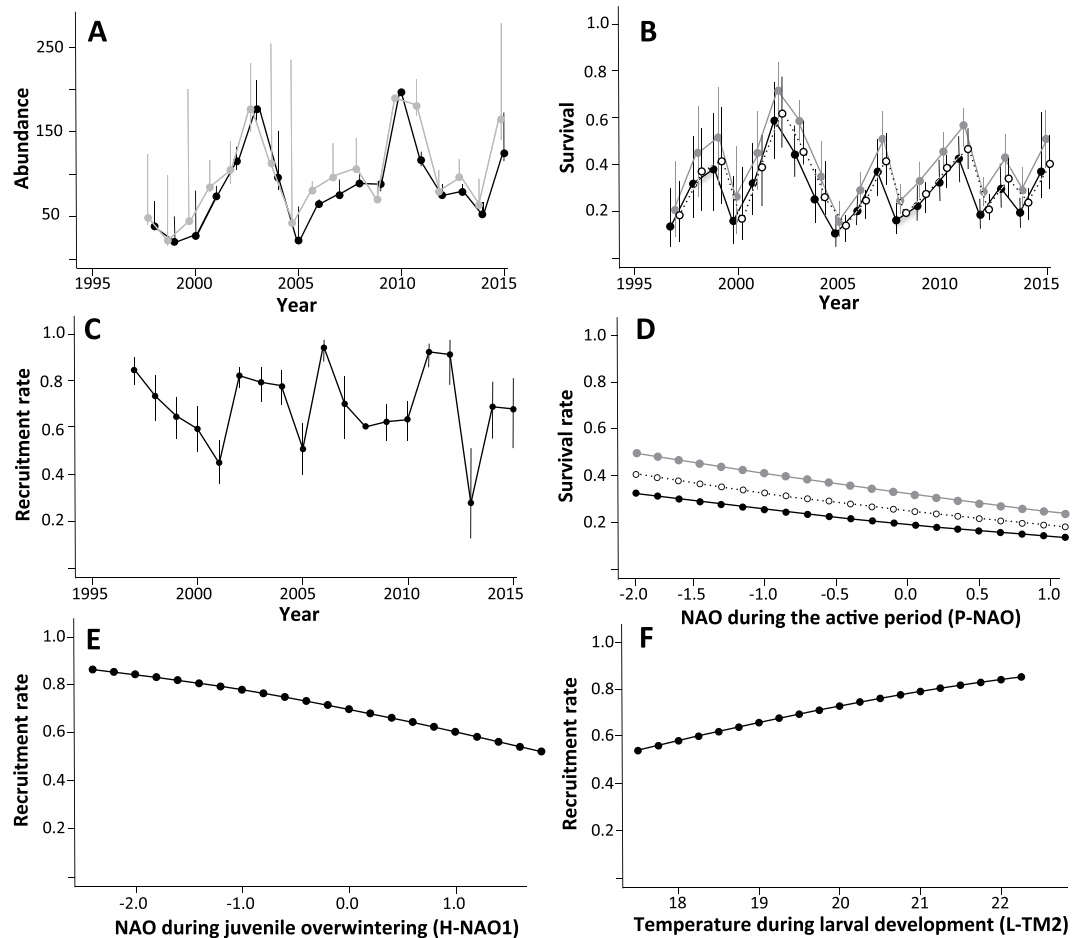 A
Abundance
250
150
50
1995 2000 2005 2010 2015
Year
B
Survival
1.0
0.8
0.6
0.4
0.2
1995 2000 2005 2010 2015
Year
C
Recruitment rate
1.0
0.8
0.6
0.4
0.2
1995 2000 2005 2010 2015
Year
D
Survival rate
1.0
0.8
0.6
0.4
0.2
-2.0 -1.5 -1.0 -0.5 0.0 0.5 1.0
NAO during the active period (P-NAO)
E
Recruitment rate
1.0
0.8
0.6
0.4
0.2
-2.0 -1.0 0.0 1.0
NAO during juvenile overwintering (H-NAO1)
F
Recruitment rate
1.0
0.8
0.6
0.4
0.2
18 19 20 21 22
Temperature during larval development (L-TM2)